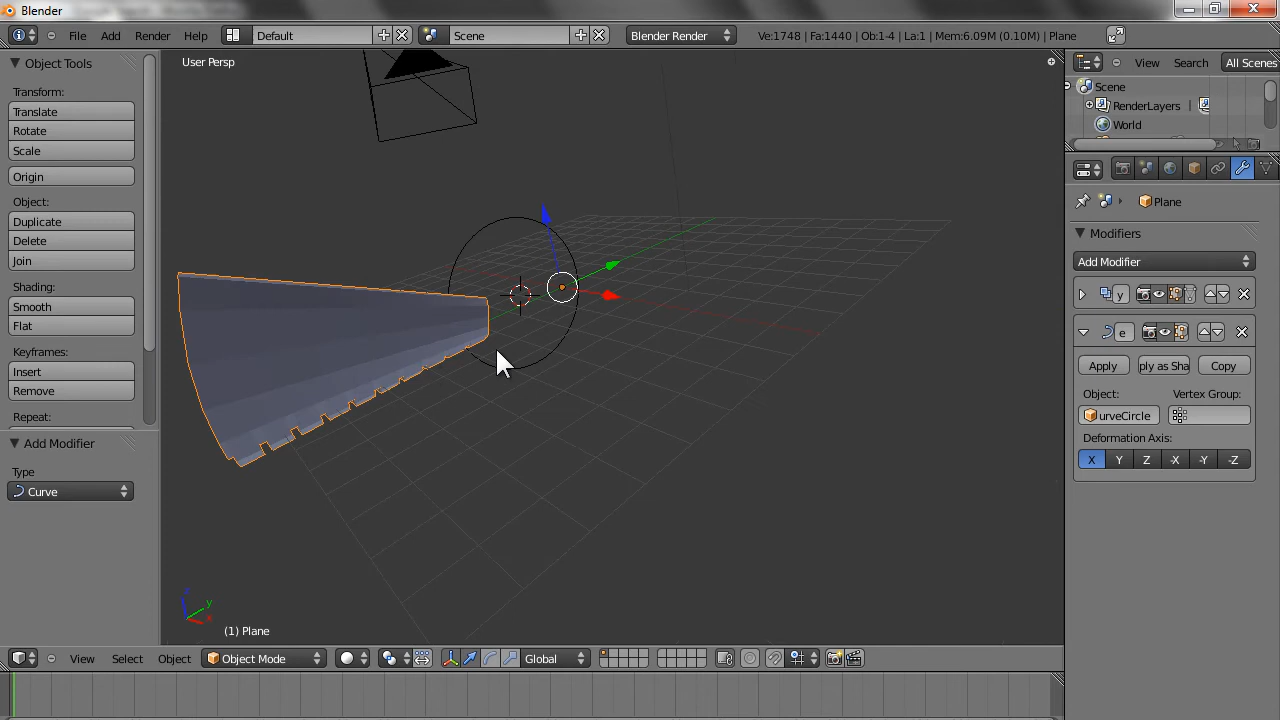 Blender
File Add Render Help Default Scene Blender Render Ve:1748 | Fa:1440 | Ob:1-4 | La:1 | Mem:6.09M (0.10M) | Plane
Object Tools
Transform:
Translate
Rotate
Scale
Origin
Object:
Duplicate
Delete
Join
Shading:
Smooth
Flat
Keyframes:
Insert
Remove
Repeat:
Add Modifier
Type
Curve
User Persp
z
y
x
(1) Plane
View Select Object Object Mode Global
View Search All Scenes
Scene
RenderLayers
World
Plane
Modifiers
Add Modifier
y
e
Apply ply as Sha Copy
Object: Vertex Group:
urveCircle
Deformation Axis:
X Y Z -X -Y -Z